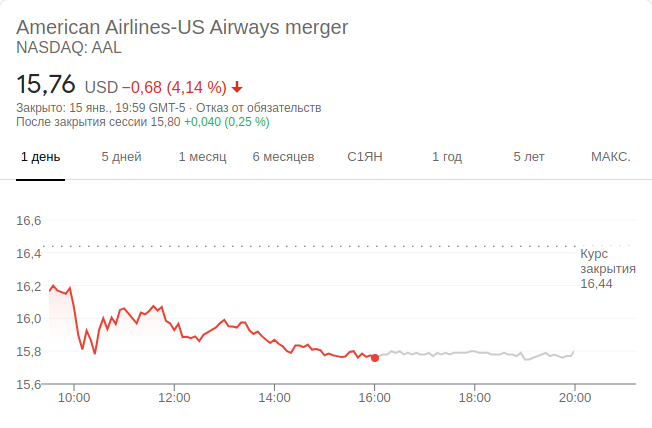 American Airlines-US Airways merger
NASDAQ: AAL
15,76 USD −0,68 (4,14 %)
Закрыто: 15 янв., 19:59 GMT-5 · Отказ от обязательств
После закрытия сессии 15,80 +0,040 (0,25 %)
1 день 5 дней 1 месяц 6 месяцев С1ЯН 1 год 5 лет МАКС.
16,6
16,4
Курс
закрытия
16,44
16,2
16,0
15,8
15,6
10:00 12:00 14:00 16:00 18:00 20:00